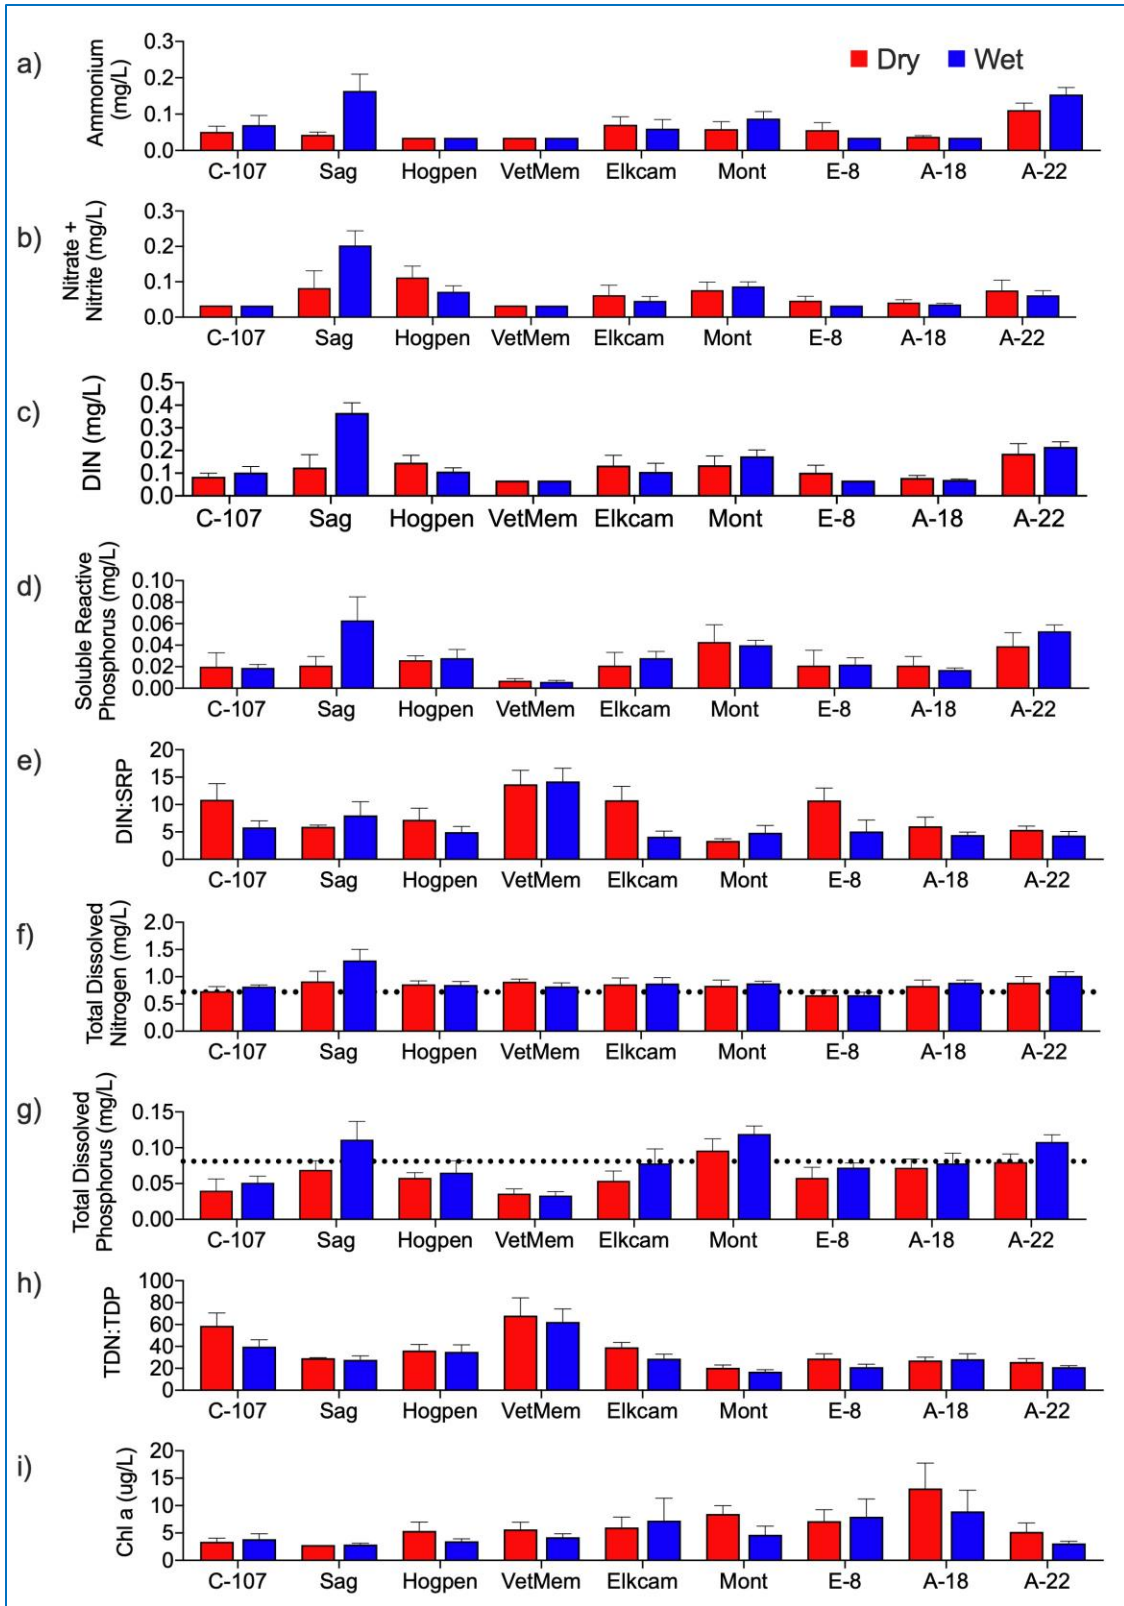 a)
Ammonium
(mg/L)
0.3
0.2
0.1
0.0
Dry Wet
C-107 Sag Hogpen VetMem Elkcam Mont E-8 A-18 A-22
b)
Nitrate +
Nitrite (mg/L)
0.3
0.2
0.1
0.0
C-107 Sag Hogpen VetMem Elkcam Mont E-8 A-18 A-22
c)
DIN (mg/L)
0.5
0.4
0.3
0.2
0.1
0.0
C-107 Sag Hogpen VetMem Elkcam Mont E-8 A-18 A-22
d)
Soluble Reactive
Phosphorus (mg/L)
0.10
0.08
0.06
0.04
0.02
0.00
C-107 Sag Hogpen VetMem Elkcam Mont E-8 A-18 A-22
e)
DIN:SRP
20
15
10
5
0
C-107 Sag Hogpen VetMem Elkcam Mont E-8 A-18 A-22
f)
Total Dissolved
Nitrogen (mg/L)
2.0
1.5
1.0
0.5
0.0
C-107 Sag Hogpen VetMem Elkcam Mont E-8 A-18 A-22
g)
Total Dissolved
Phosphorus (mg/L)
0.15
0.10
0.05
0.00
C-107 Sag Hogpen VetMem Elkcam Mont E-8 A-18 A-22
h)
TDN:TDP
100
80
60
40
20
0
C-107 Sag Hogpen VetMem Elkcam Mont E-8 A-18 A-22
i)
Chl a (ug/L)
20
15
10
5
0
C-107 Sag Hogpen VetMem Elkcam Mont E-8 A-18 A-22